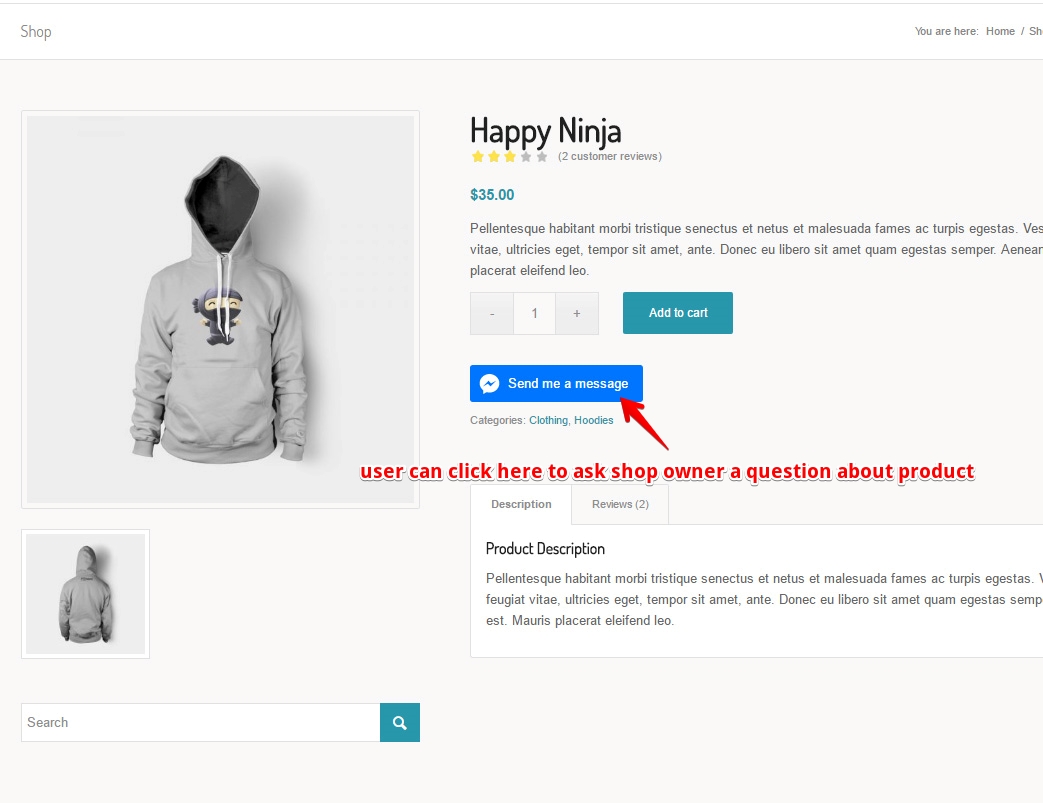 Shop
You are here: Home / Sh
Happy Ninja
(2 customer reviews)
$35.00
Pellentesque habitant morbi tristique senectus et netus et malesuada fames ac turpis egestas. Ves
vitae, ultricies eget, tempor sit amet, ante. Donec eu libero sit amet quam egestas semper. Aenean
placerat eleifend leo.
- 1 +
Add to cart
Send me a message
Categories: Clothing, Hoodies
user can click here to ask shop owner a question about product
Description
Reviews (2)
Product Description
Pellentesque habitant morbi tristique senectus et netus et malesuada fames ac turpis egestas. V
feugiat vitae, ultricies eget, tempor sit amet, ante. Donec eu libero sit amet quam egestas semp
est. Mauris placerat eleifend leo.
Search